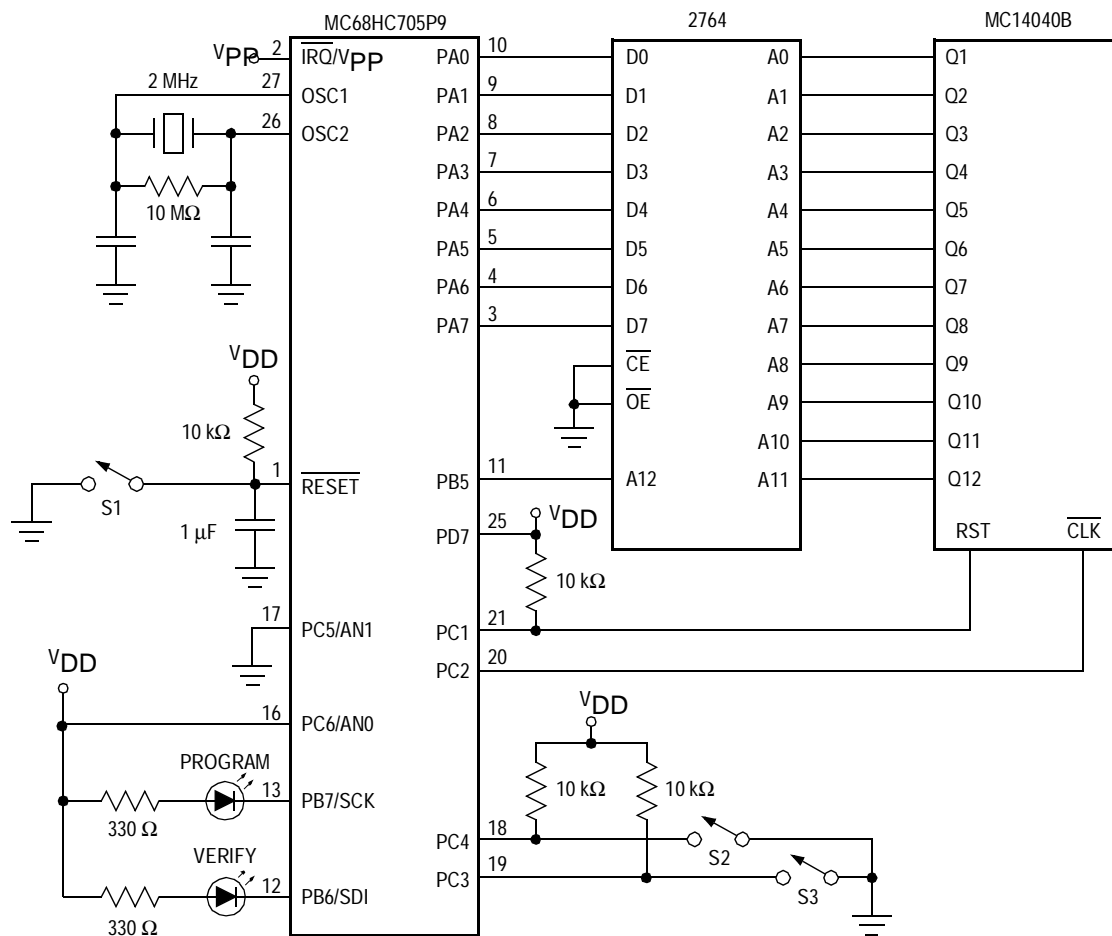 MC68HC705P9
2764
MC14040B
VPP
2
IRQ/VPP
PA0
10
D0
A0
Q1
2 MHz
27
OSC1
PA1
9
D1
A1
Q2
26
OSC2
PA2
8
D2
A2
Q3
PA3
7
D3
A3
Q4
10 MΩ
PA4
6
D4
A4
Q5
PA5
5
D5
A5
Q6
PA6
4
D6
A6
Q7
PA7
3
D7
A7
Q8
VDD
CE
A8
Q9
10 kΩ
OE
A9
Q10
A10
Q11
S1
1
RESET
PB5
11
A12
A11
Q12
1 µF
PD7
25
VDD
RST
CLK
10 kΩ
17
PC5/AN1
PC1
21
VDD
PC2
20
16
PC6/AN0
VDD
PROGRAM
13
PB7/SCK
10 kΩ
10 kΩ
330 Ω
PC4
18
S2
VERIFY
12
PB6/SDI
PC3
19
S3
330 Ω